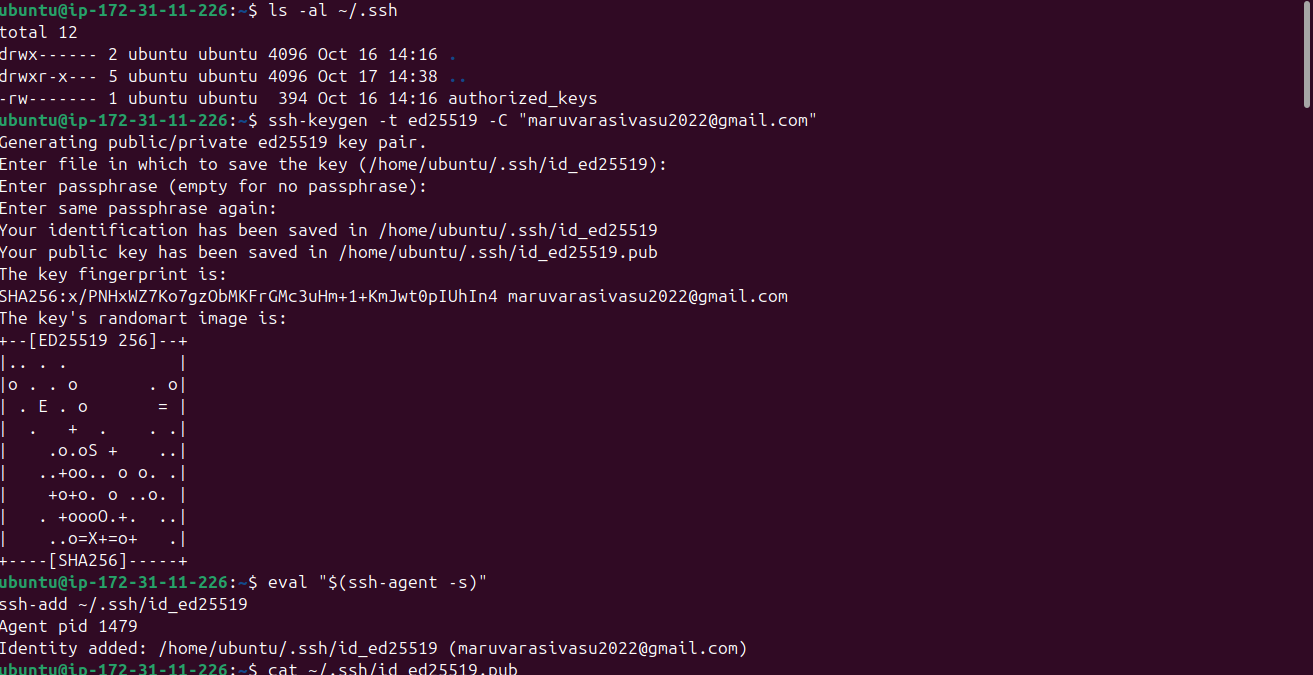 ubuntu@ip-172-31-11-226:~$ ls -al ~/.ssh
total 12
drwx------ 2 ubuntu ubuntu 4096 Oct 16 14:16 .
drwxr-x--- 5 ubuntu ubuntu 4096 Oct 17 14:38 ..
-rw------- 1 ubuntu ubuntu  394 Oct 16 14:16 authorized_keys
ubuntu@ip-172-31-11-226:~$ ssh-keygen -t ed25519 -C "maruvarasivasu2022@gmail.com"
Generating public/private ed25519 key pair.
Enter file in which to save the key (/home/ubuntu/.ssh/id_ed25519):
Enter passphrase (empty for no passphrase):
Enter same passphrase again:
Your identification has been saved in /home/ubuntu/.ssh/id_ed25519
Your public key has been saved in /home/ubuntu/.ssh/id_ed25519.pub
The key fingerprint is:
SHA256:x/PNHxWZ7Ko7gzObMKFrGMc3uHm+1+KmJwt0pIUhIn4 maruvarasivasu2022@gmail.com
The key's randomart image is:
+--[ED25519 256]--+
|.. . .           |
|o . . o       . o|
| . E . o       = |
|  .   +  .    . .|
|    .o.oS +    ..|
|   ..+oo.. o o. .|
|    +o+o. o ..o. |
|   . +oooO.+.  ..|
|    ..o=X+=o+   .|
+----[SHA256]-----+
ubuntu@ip-172-31-11-226:~$ eval "$(ssh-agent -s)"
ssh-add ~/.ssh/id_ed25519
Agent pid 1479
Identity added: /home/ubuntu/.ssh/id_ed25519 (maruvarasivasu2022@gmail.com)
ubuntu@ip-172-31-11-226:~$ cat ~/.ssh/id_ed25519.pub